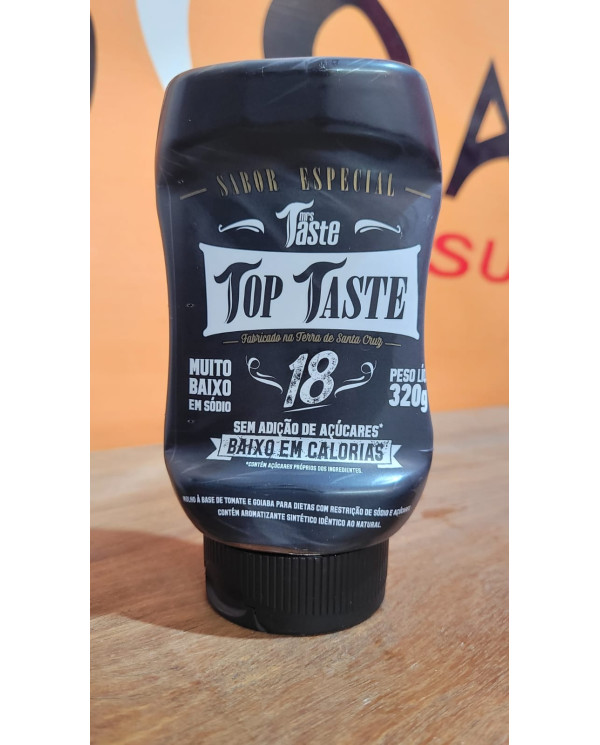 SABOR ESPECIAL
mrs
Taste
TOP TASTE
Fabricado na Terra de Santa Cruz
MUITO
BAIXO
EM SÓDIO
18
PESO
320g
SEM ADIÇÃO DE AÇÚCARES*
BAIXO EM CALORIAS
*CONTÉM AÇÚCARES PRÓPRIOS DOS INGREDIENTES.
MOLHO À BASE DE TOMATE E GOIABA PARA DIETAS COM RESTRIÇÃO DE SÓDIO E
CONTÉM AROMATIZANTE SINTÉTICO IDÊNTICO AO NATURAL.
SU